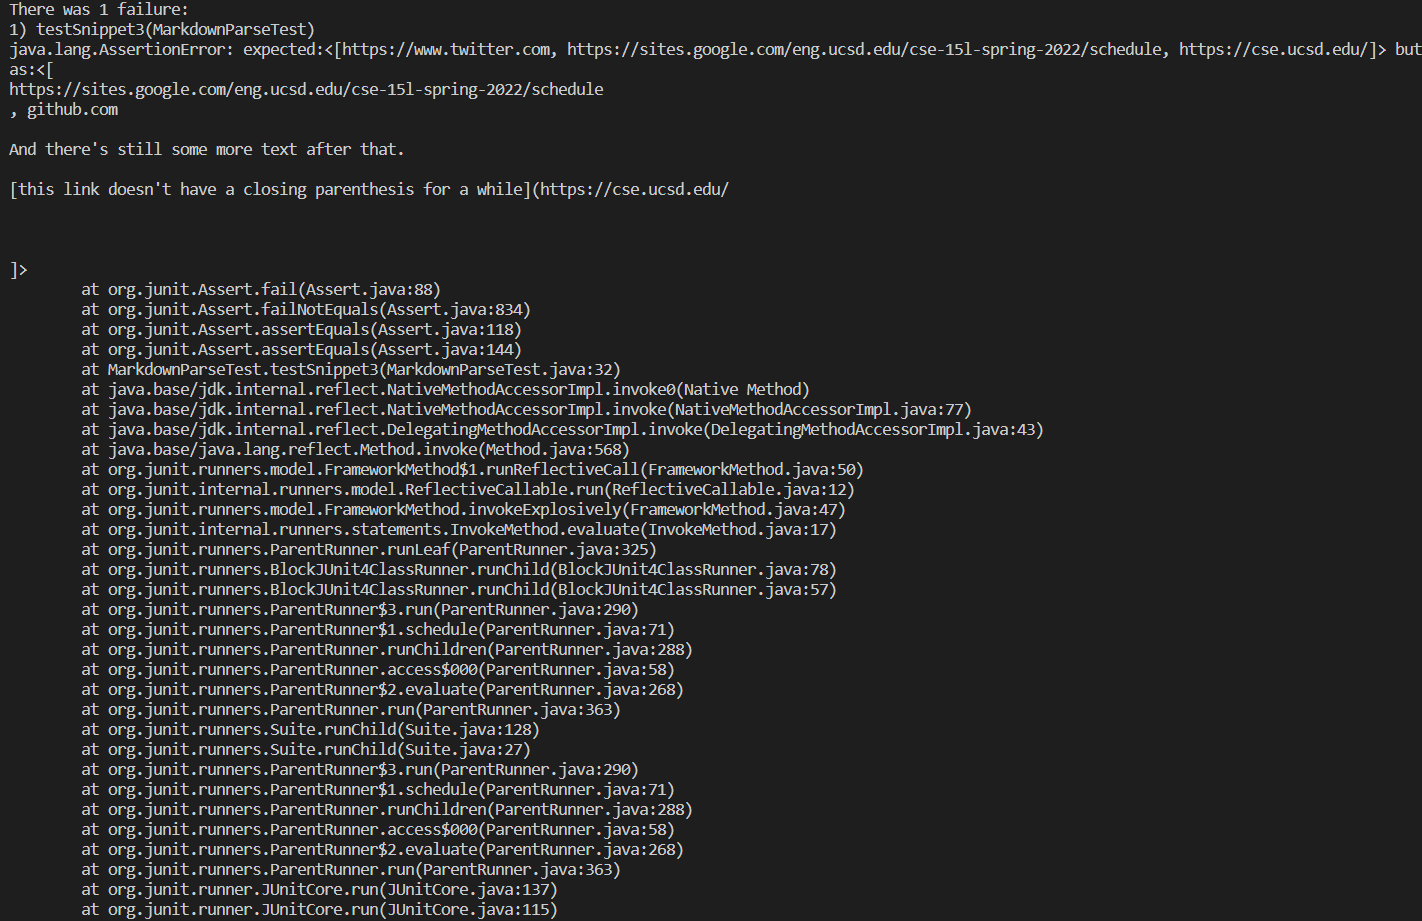 There was 1 failure:
1) testSnippet3(MarkdownParseTest)
java.lang.AssertionError: expected:<[https://www.twitter.com, https://sites.google.com/eng.ucsd.edu/cse-15l-spring-2022/schedule, https://cse.ucsd.edu/]> but
as:<[
https://sites.google.com/eng.ucsd.edu/cse-15l-spring-2022/schedule
, github.com
And there's still some more text after that.
[this link doesn't have a closing parenthesis for a while](https://cse.ucsd.edu/
]>
at org.junit.Assert.fail(Assert.java:88)
at org.junit.Assert.failNotEquals(Assert.java:834)
at org.junit.Assert.assertEquals(Assert.java:118)
at org.junit.Assert.assertEquals(Assert.java:144)
at MarkdownParseTest.testSnippet3(MarkdownParseTest.java:32)
at java.base/jdk.internal.reflect.NativeMethodAccessorImpl.invoke0(Native Method)
at java.base/jdk.internal.reflect.NativeMethodAccessorImpl.invoke(NativeMethodAccessorImpl.java:77)
at java.base/jdk.internal.reflect.DelegatingMethodAccessorImpl.invoke(DelegatingMethodAccessorImpl.java:43)
at java.base/java.lang.reflect.Method.invoke(Method.java:568)
at org.junit.runners.model.FrameworkMethod$1.runReflectiveCall(FrameworkMethod.java:50)
at org.junit.internal.runners.model.ReflectiveCallable.run(ReflectiveCallable.java:12)
at org.junit.runners.model.FrameworkMethod.invokeExplosively(FrameworkMethod.java:47)
at org.junit.internal.runners.statements.InvokeMethod.evaluate(InvokeMethod.java:17)
at org.junit.runners.ParentRunner.runLeaf(ParentRunner.java:325)
at org.junit.runners.BlockJUnit4ClassRunner.runChild(BlockJUnit4ClassRunner.java:78)
at org.junit.runners.BlockJUnit4ClassRunner.runChild(BlockJUnit4ClassRunner.java:57)
at org.junit.runners.ParentRunner$3.run(ParentRunner.java:290)
at org.junit.runners.ParentRunner$1.schedule(ParentRunner.java:71)
at org.junit.runners.ParentRunner.runChildren(ParentRunner.java:288)
at org.junit.runners.ParentRunner.access$000(ParentRunner.java:58)
at org.junit.runners.ParentRunner$2.evaluate(ParentRunner.java:268)
at org.junit.runners.ParentRunner.run(ParentRunner.java:363)
at org.junit.runners.Suite.runChild(Suite.java:128)
at org.junit.runners.Suite.runChild(Suite.java:27)
at org.junit.runners.ParentRunner$3.run(ParentRunner.java:290)
at org.junit.runners.ParentRunner$1.schedule(ParentRunner.java:71)
at org.junit.runners.ParentRunner.runChildren(ParentRunner.java:288)
at org.junit.runners.ParentRunner.access$000(ParentRunner.java:58)
at org.junit.runners.ParentRunner$2.evaluate(ParentRunner.java:268)
at org.junit.runners.ParentRunner.run(ParentRunner.java:363)
at org.junit.runner.JUnitCore.run(JUnitCore.java:137)
at org.junit.runner.JUnitCore.run(JUnitCore.java:115)